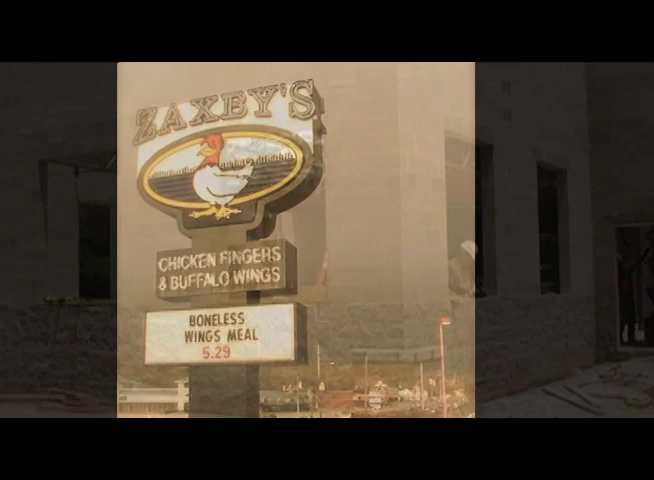 ZAXBY'S
CHICKEN FINGERS
& BUFFALO WINGS
BONELESS
WINGS MEAL
5.29